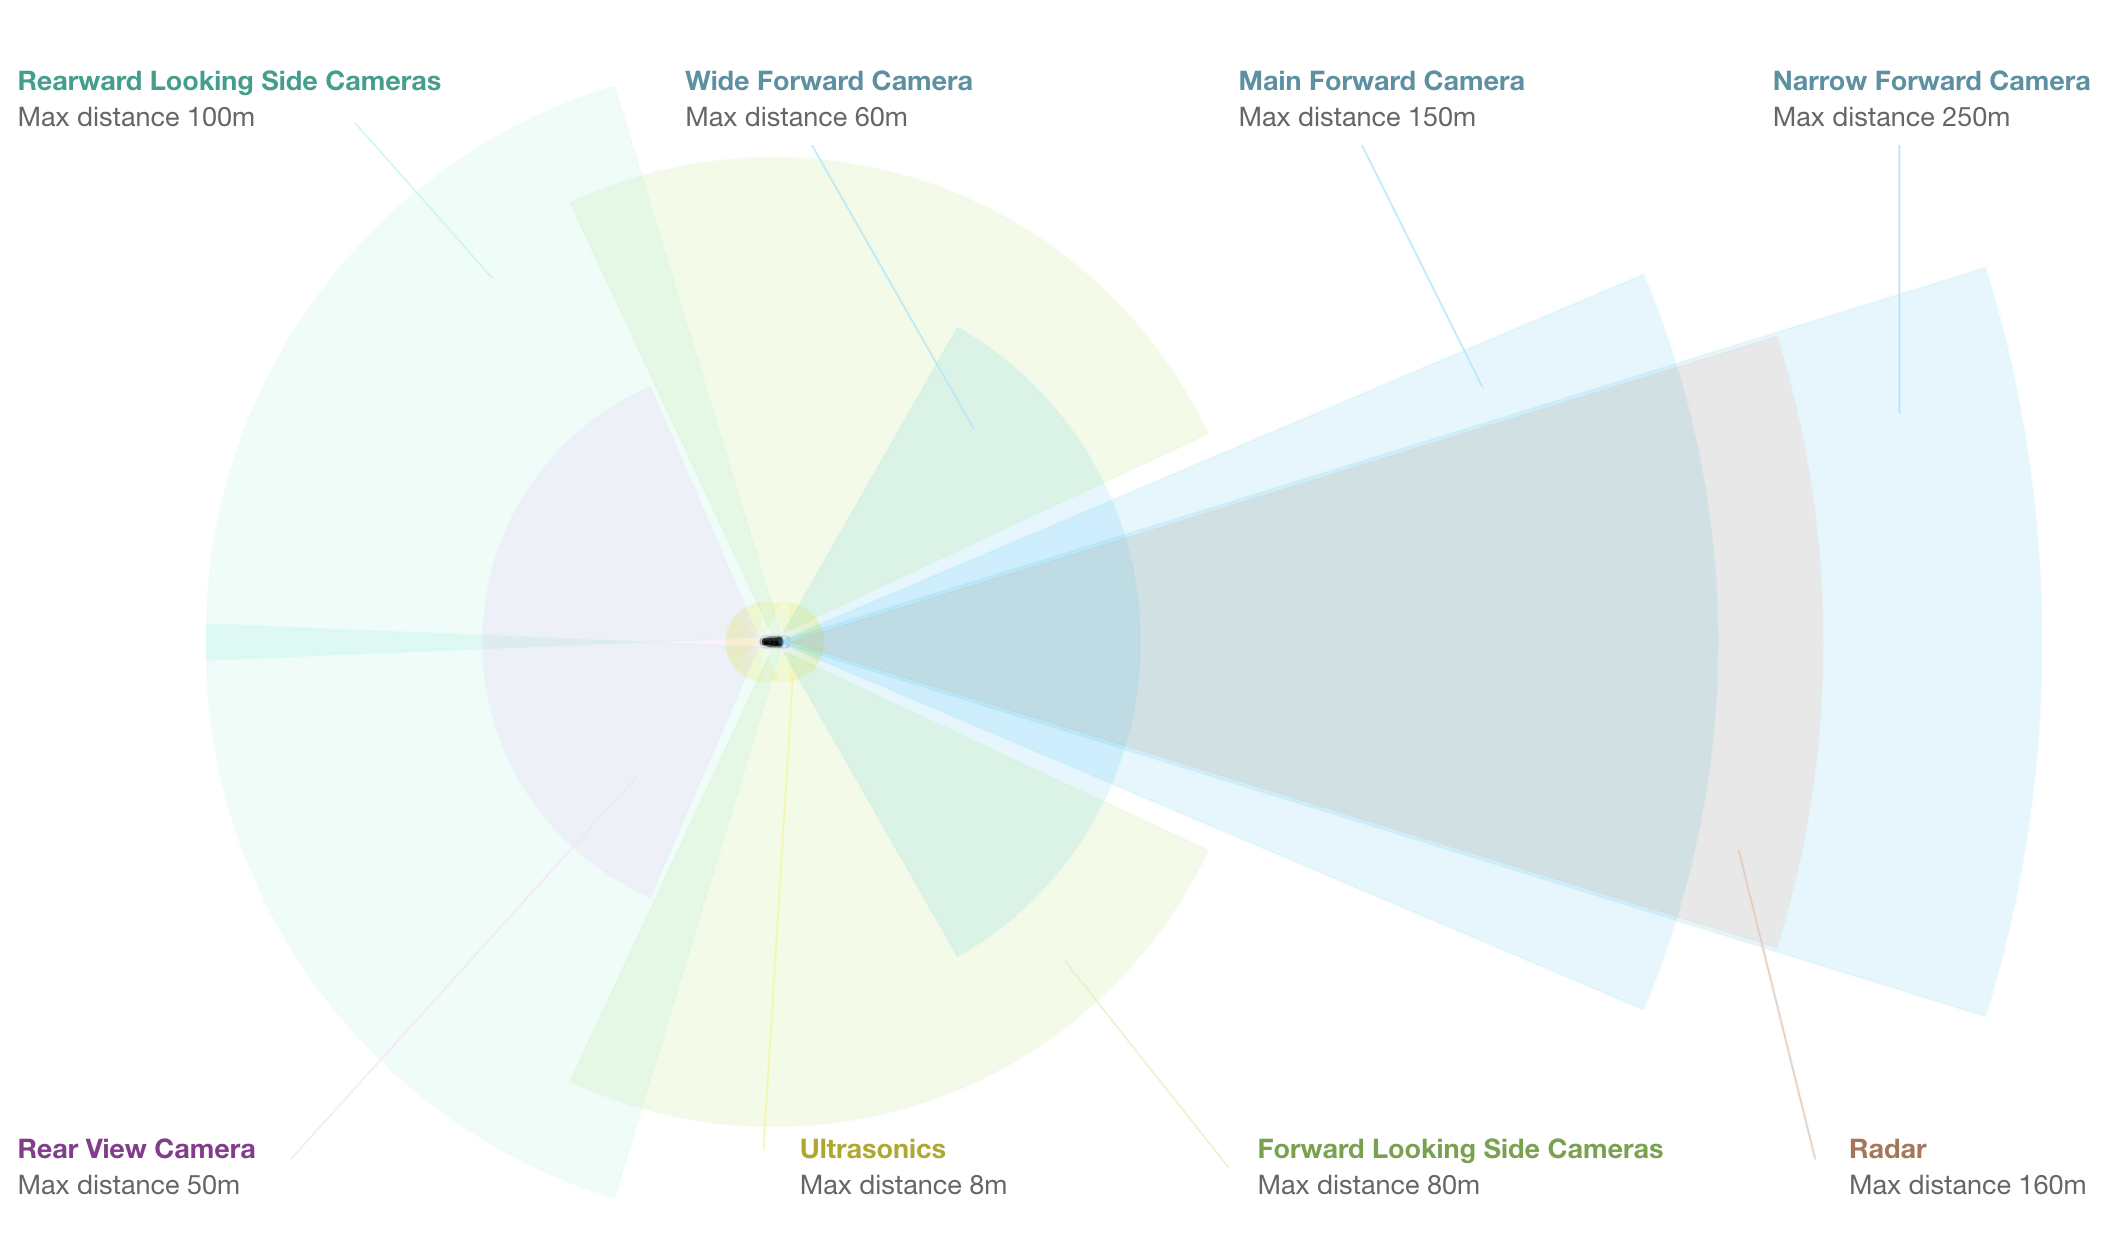 Rearward Looking Side Cameras
Max distance 100m
Wide Forward Camera
Max distance 60m
Main Forward Camera
Max distance 150m
Narrow Forward Camera
Max distance 250m
Rear View Camera
Max distance 50m
Ultrasonics
Max distance 8m
Forward Looking Side Cameras
Max distance 80m
Radar
Max distance 160m